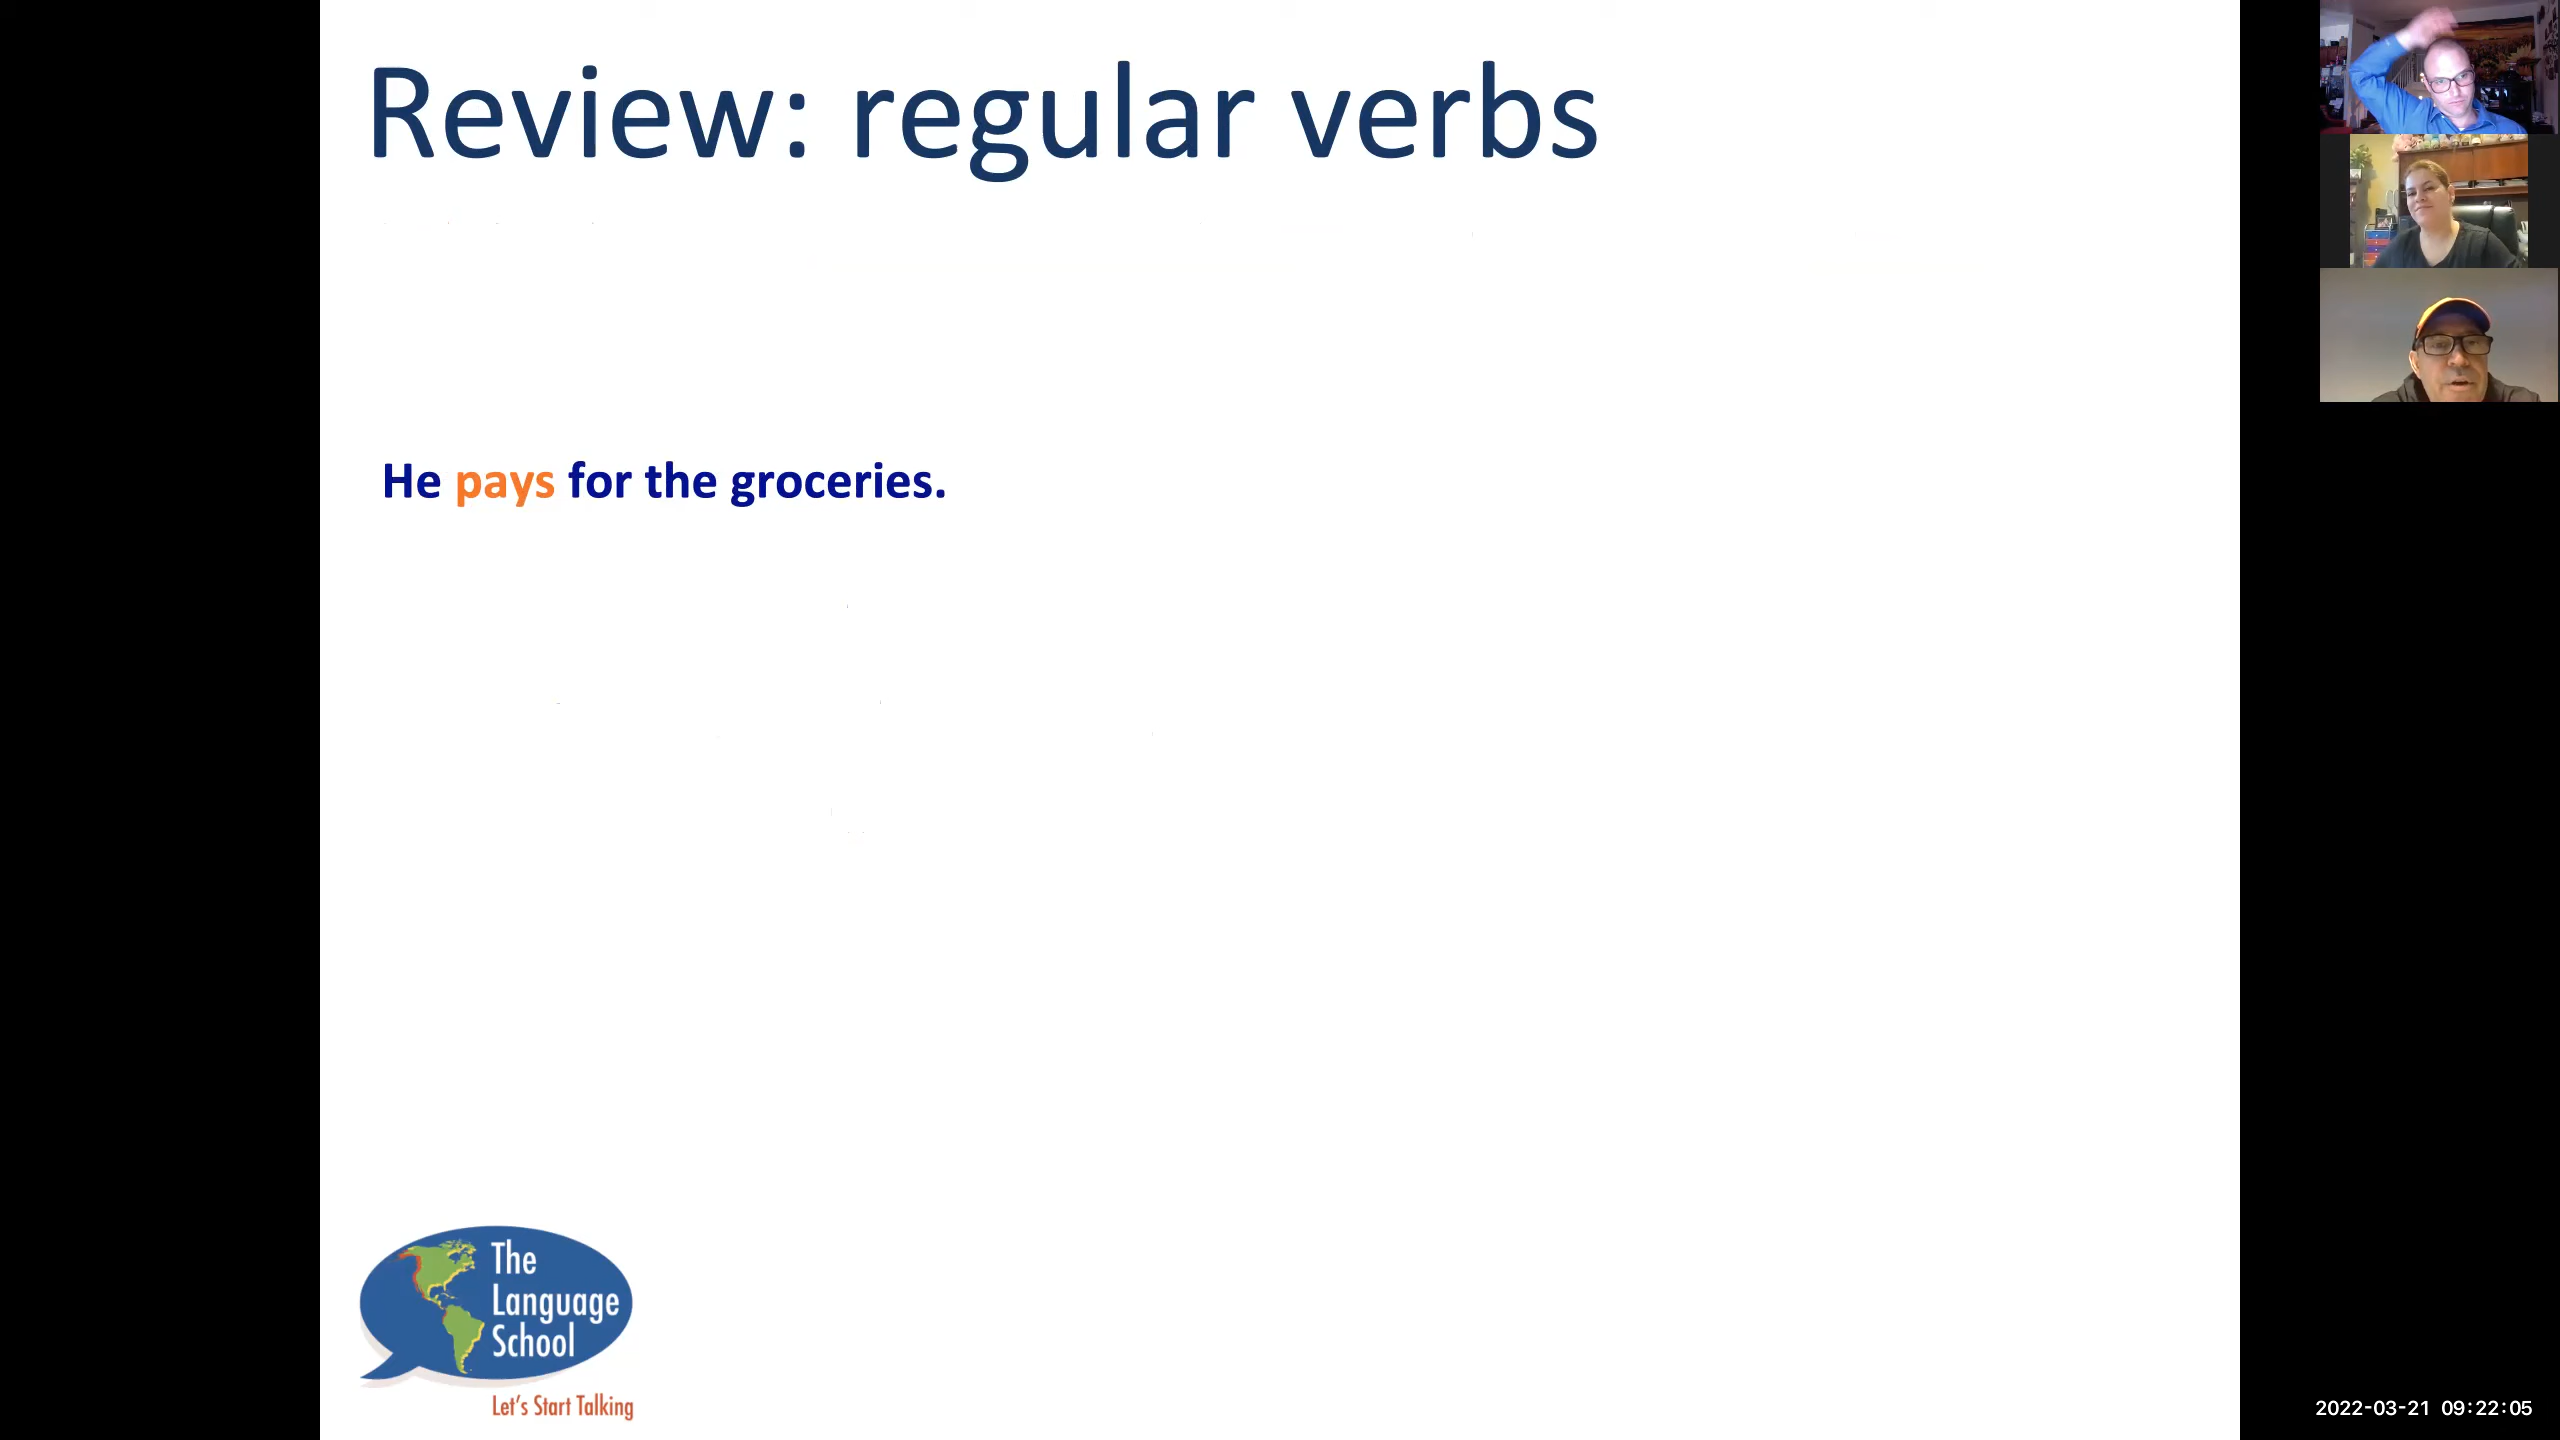 Review: regular verbs
He pays for the groceries.
The
Language
School
Let's Start Talking
2022-03-21 09:22:05